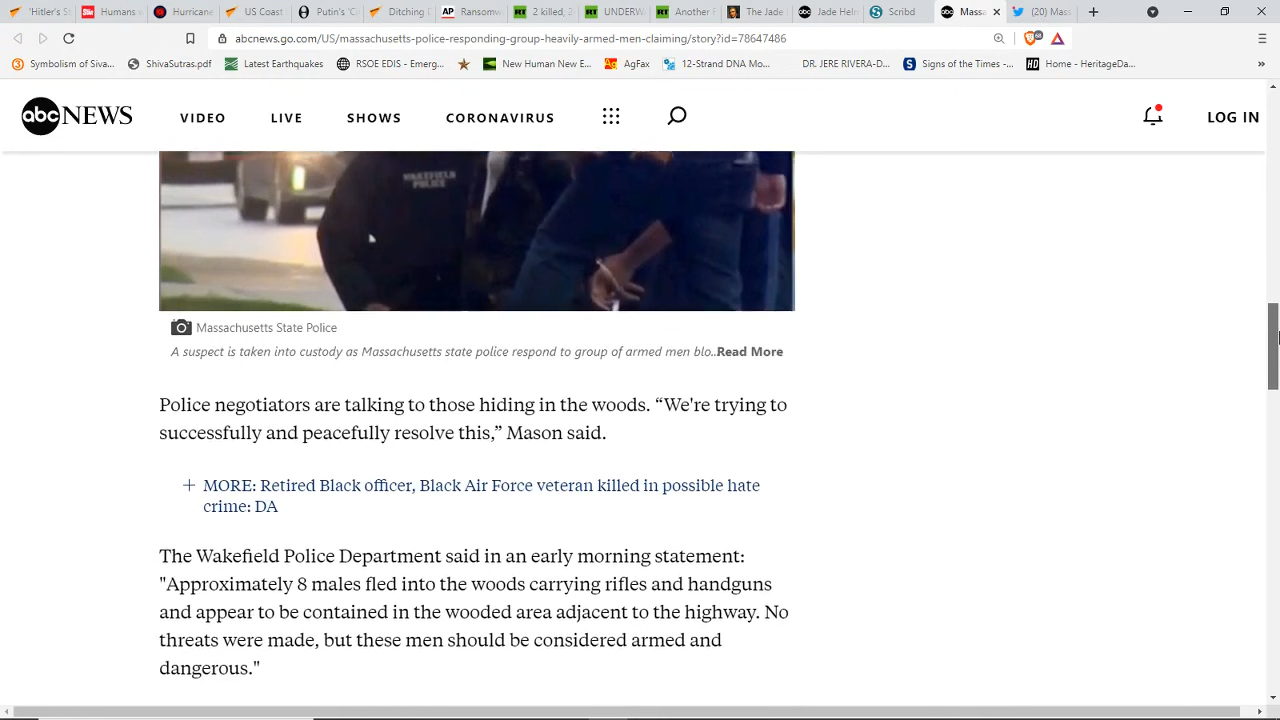 "Hitler's St
Humans w
Hurricane
US Coast
Putin's 'C
Ditching
AP Ransomw
RT 2 killed, 2
RT UNDERW
RT Another F
The Jade
Jade Hel
Scribd
abc Massa
(20) Mass
abcnews.go.com/US/massachusetts-police-responding-group-heavily-armed-men-claiming/story?id=78647486
Symbolism of Siva...
ShivaSutras.pdf
Latest Earthquakes
RSOE EDIS - Emerg...
New Human New E...
Ag AgFax
12-Strand DNA Mo...
DR. JERE RIVERA-D...
S Signs of the Times -...
HD Home - HeritageDa...
»
abc NEWS
VIDEO
LIVE
SHOWS
CORONAVIRUS
LOG IN
WAKEFIELD
POLICE
Massachusetts State Police
A suspect is taken into custody as Massachusetts state police respond to group of armed men blo...Read More
Police negotiators are talking to those hiding in the woods. “We're trying to
successfully and peacefully resolve this,” Mason said.
+ MORE: Retired Black officer, Black Air Force veteran killed in possible hate
crime: DA
The Wakefield Police Department said in an early morning statement:
"Approximately 8 males fled into the woods carrying rifles and handguns
and appear to be contained in the wooded area adjacent to the highway. No
threats were made, but these men should be considered armed and
dangerous."